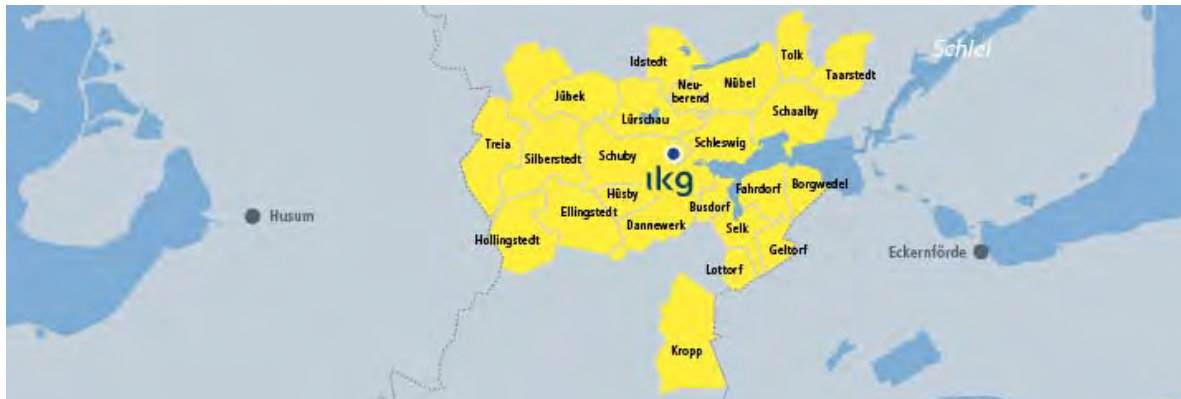 Schlei
Tolk
Idstedt
Taarstedt
Neu-
berend
Nübel
Jübek
Schaalby
Lürschau
Treia
Schleswig
Silberstedt
Schuby
ikg
Fahrdorf
Borgwedel
Hüsby
Busdorf
Ellingstedt
Husum
Dannewerk
Selk
Hollingstedt
Geltorf
Eckernförde
Lottorf
Kropp